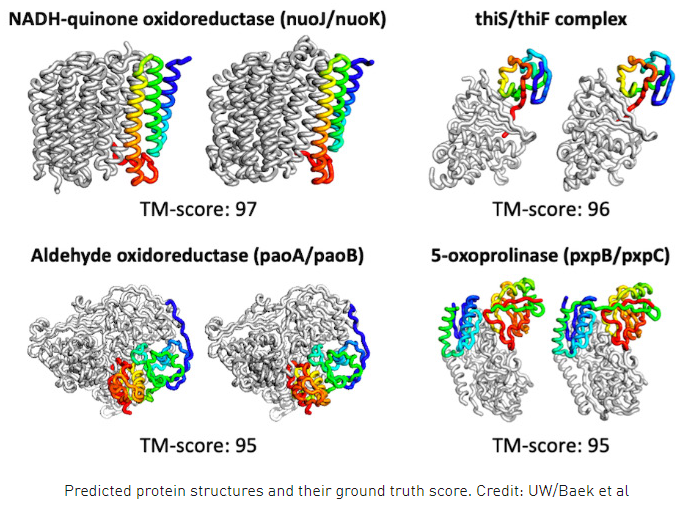 NADH-quinone oxidoreductase (nuoJ/nuoK)
TM-score: 97
thiS/thiF complex
TM-score: 96
Aldehyde oxidoreductase (paoA/paoB)
TM-score: 95
5-oxoprolinase (pxpB/pxpC)
TM-score: 95
Predicted protein structures and their ground truth score. Credit: UW/Baek et al